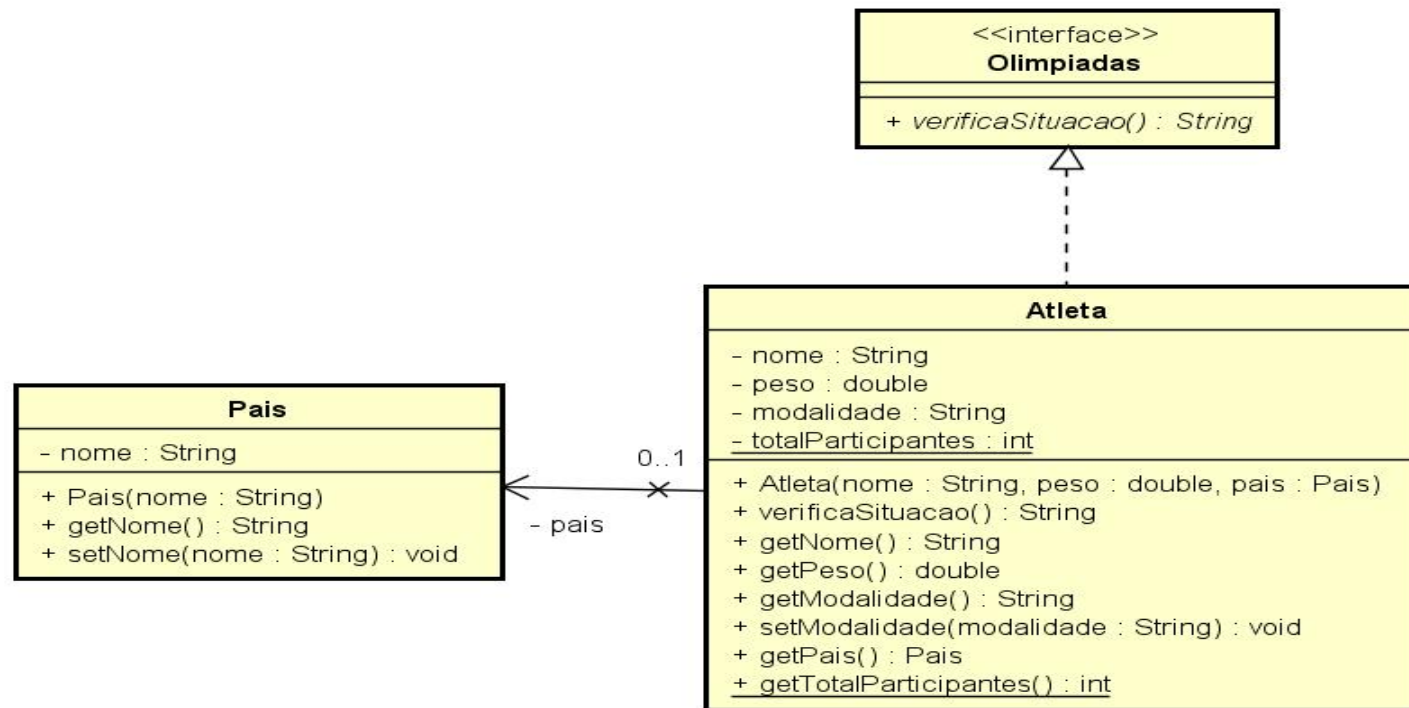 <<interface>>
Olimpiadas
+ verificaSituacao() : String
Atleta
- nome : String
- peso : double
- modalidade : String
- totalParticipantes : int
+ Atleta(nome : String, peso : double, pais : Pais)
+ verificaSituacao() : String
+ getNome() : String
+ getPeso() : double
+ getModalidade() : String
+ setModalidade(modalidade : String) : void
+ getPais() : Pais
+ getTotalParticipantes() : int
Pais
- nome : String
+ Pais(nome : String)
+ getNome() : String
+ setNome(nome : String) : void
0..1
- pais